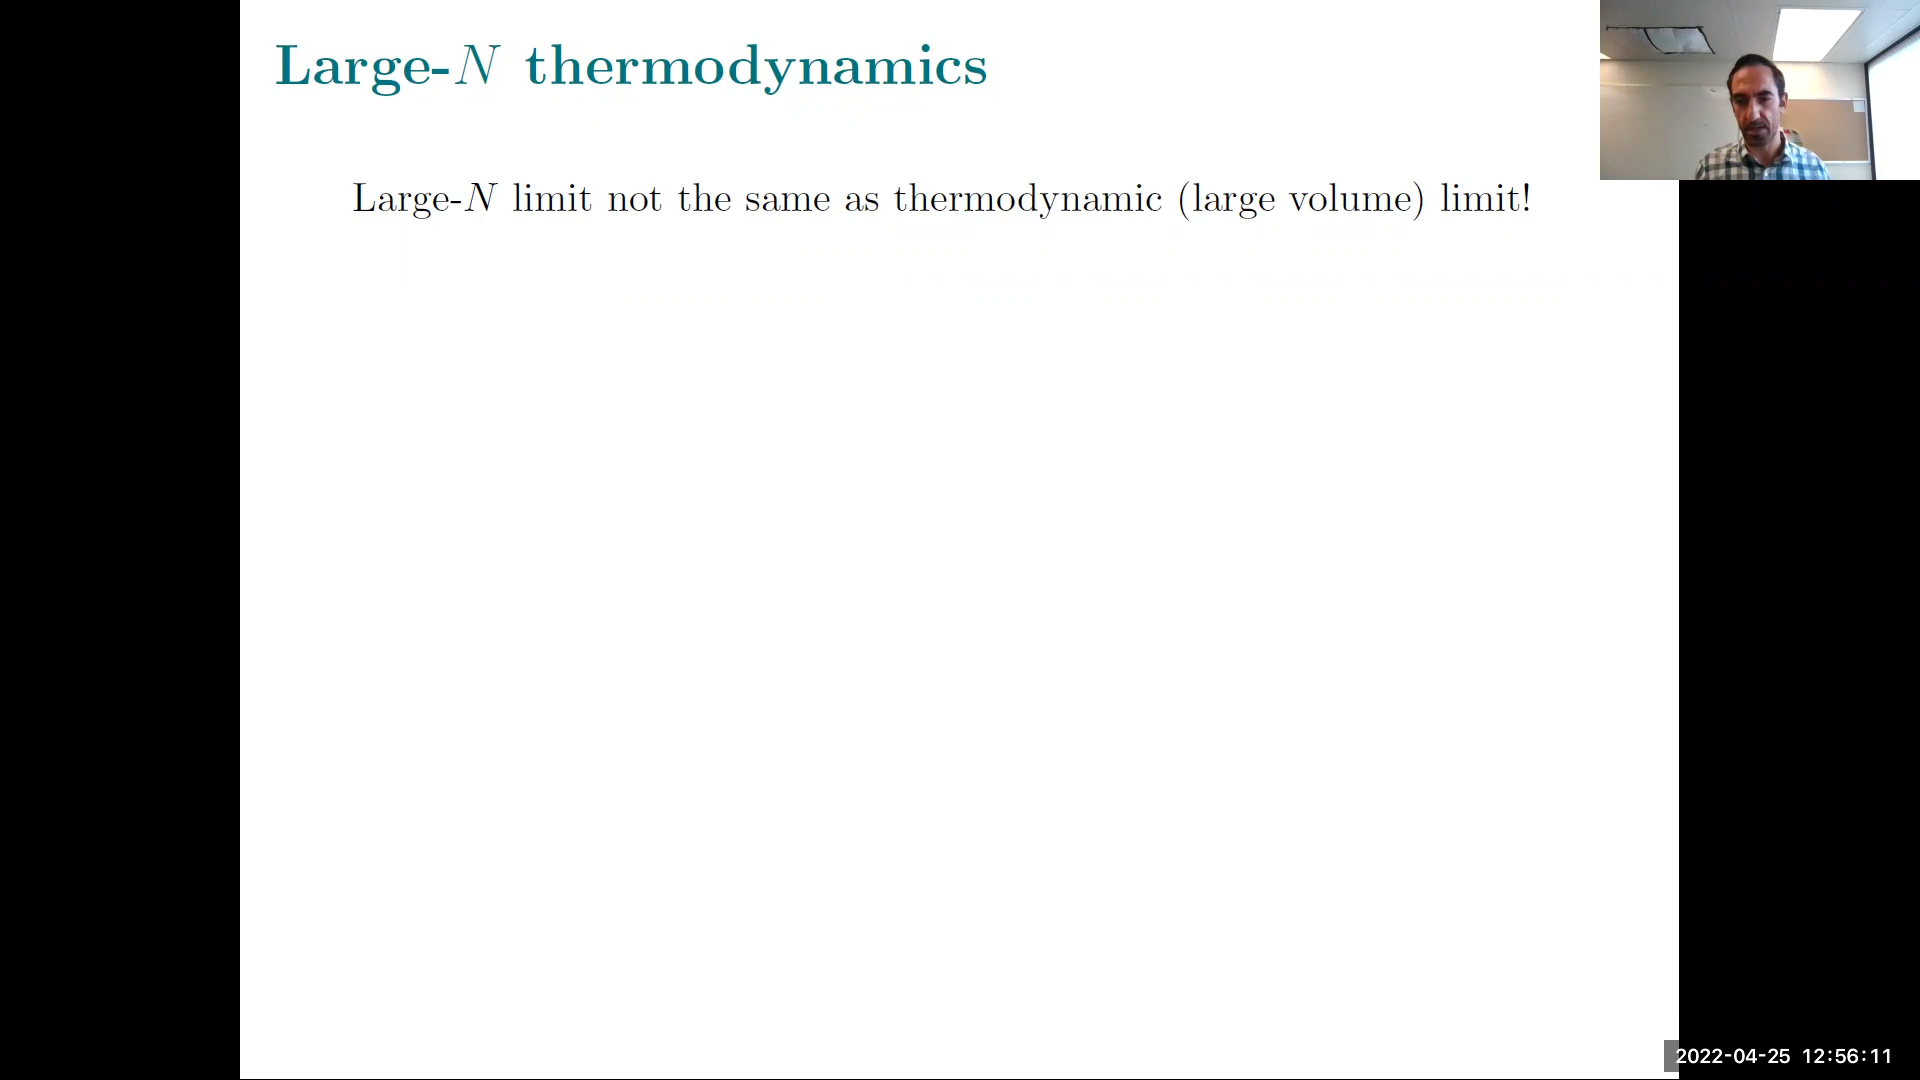 Large-N thermodynamics
Large-N limit not the same as thermodynamic (large volume) limit!
2022-04-25 12:56:11